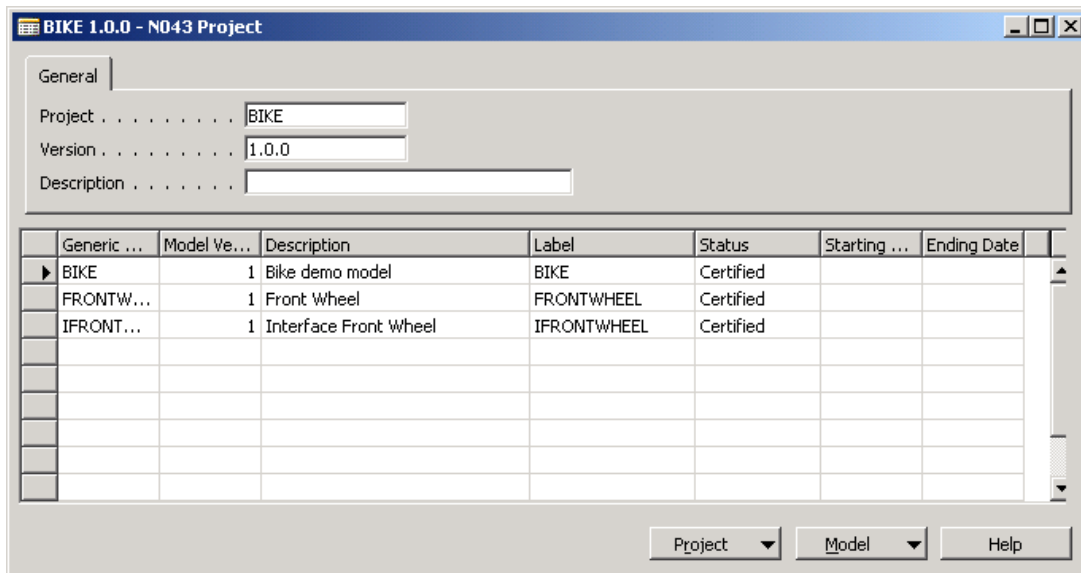 BIKE 1.0.0 - N043 Project
General
Project . . . . . . . . . BIKE
Version . . . . . . . . . 1.0.0
Description . . . . . . .
Generic ... Model Ve... Description Label Status Starting ... Ending Date
BIKE 1 Bike demo model BIKE Certified
FRONTW... 1 Front Wheel FRONTWHEEL Certified
IFRONT... 1 Interface Front Wheel IFRONTWHEEL Certified
Project Model Help